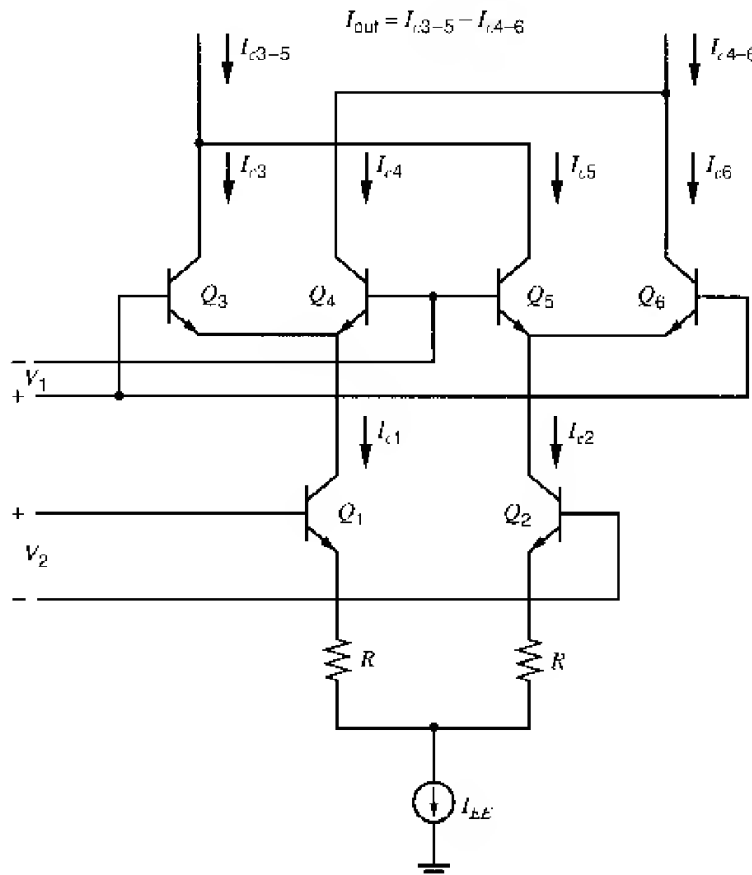 I_out = I_c3–5 – I_c4–6
I_c3–5
I_c4–6
I_c3
I_c4
I_c5
I_c6
Q_3
Q_4
Q_5
Q_6
–
V_1
+
I_c1
I_c2
+
Q_1
Q_2
V_2
–
R
R
I_EE